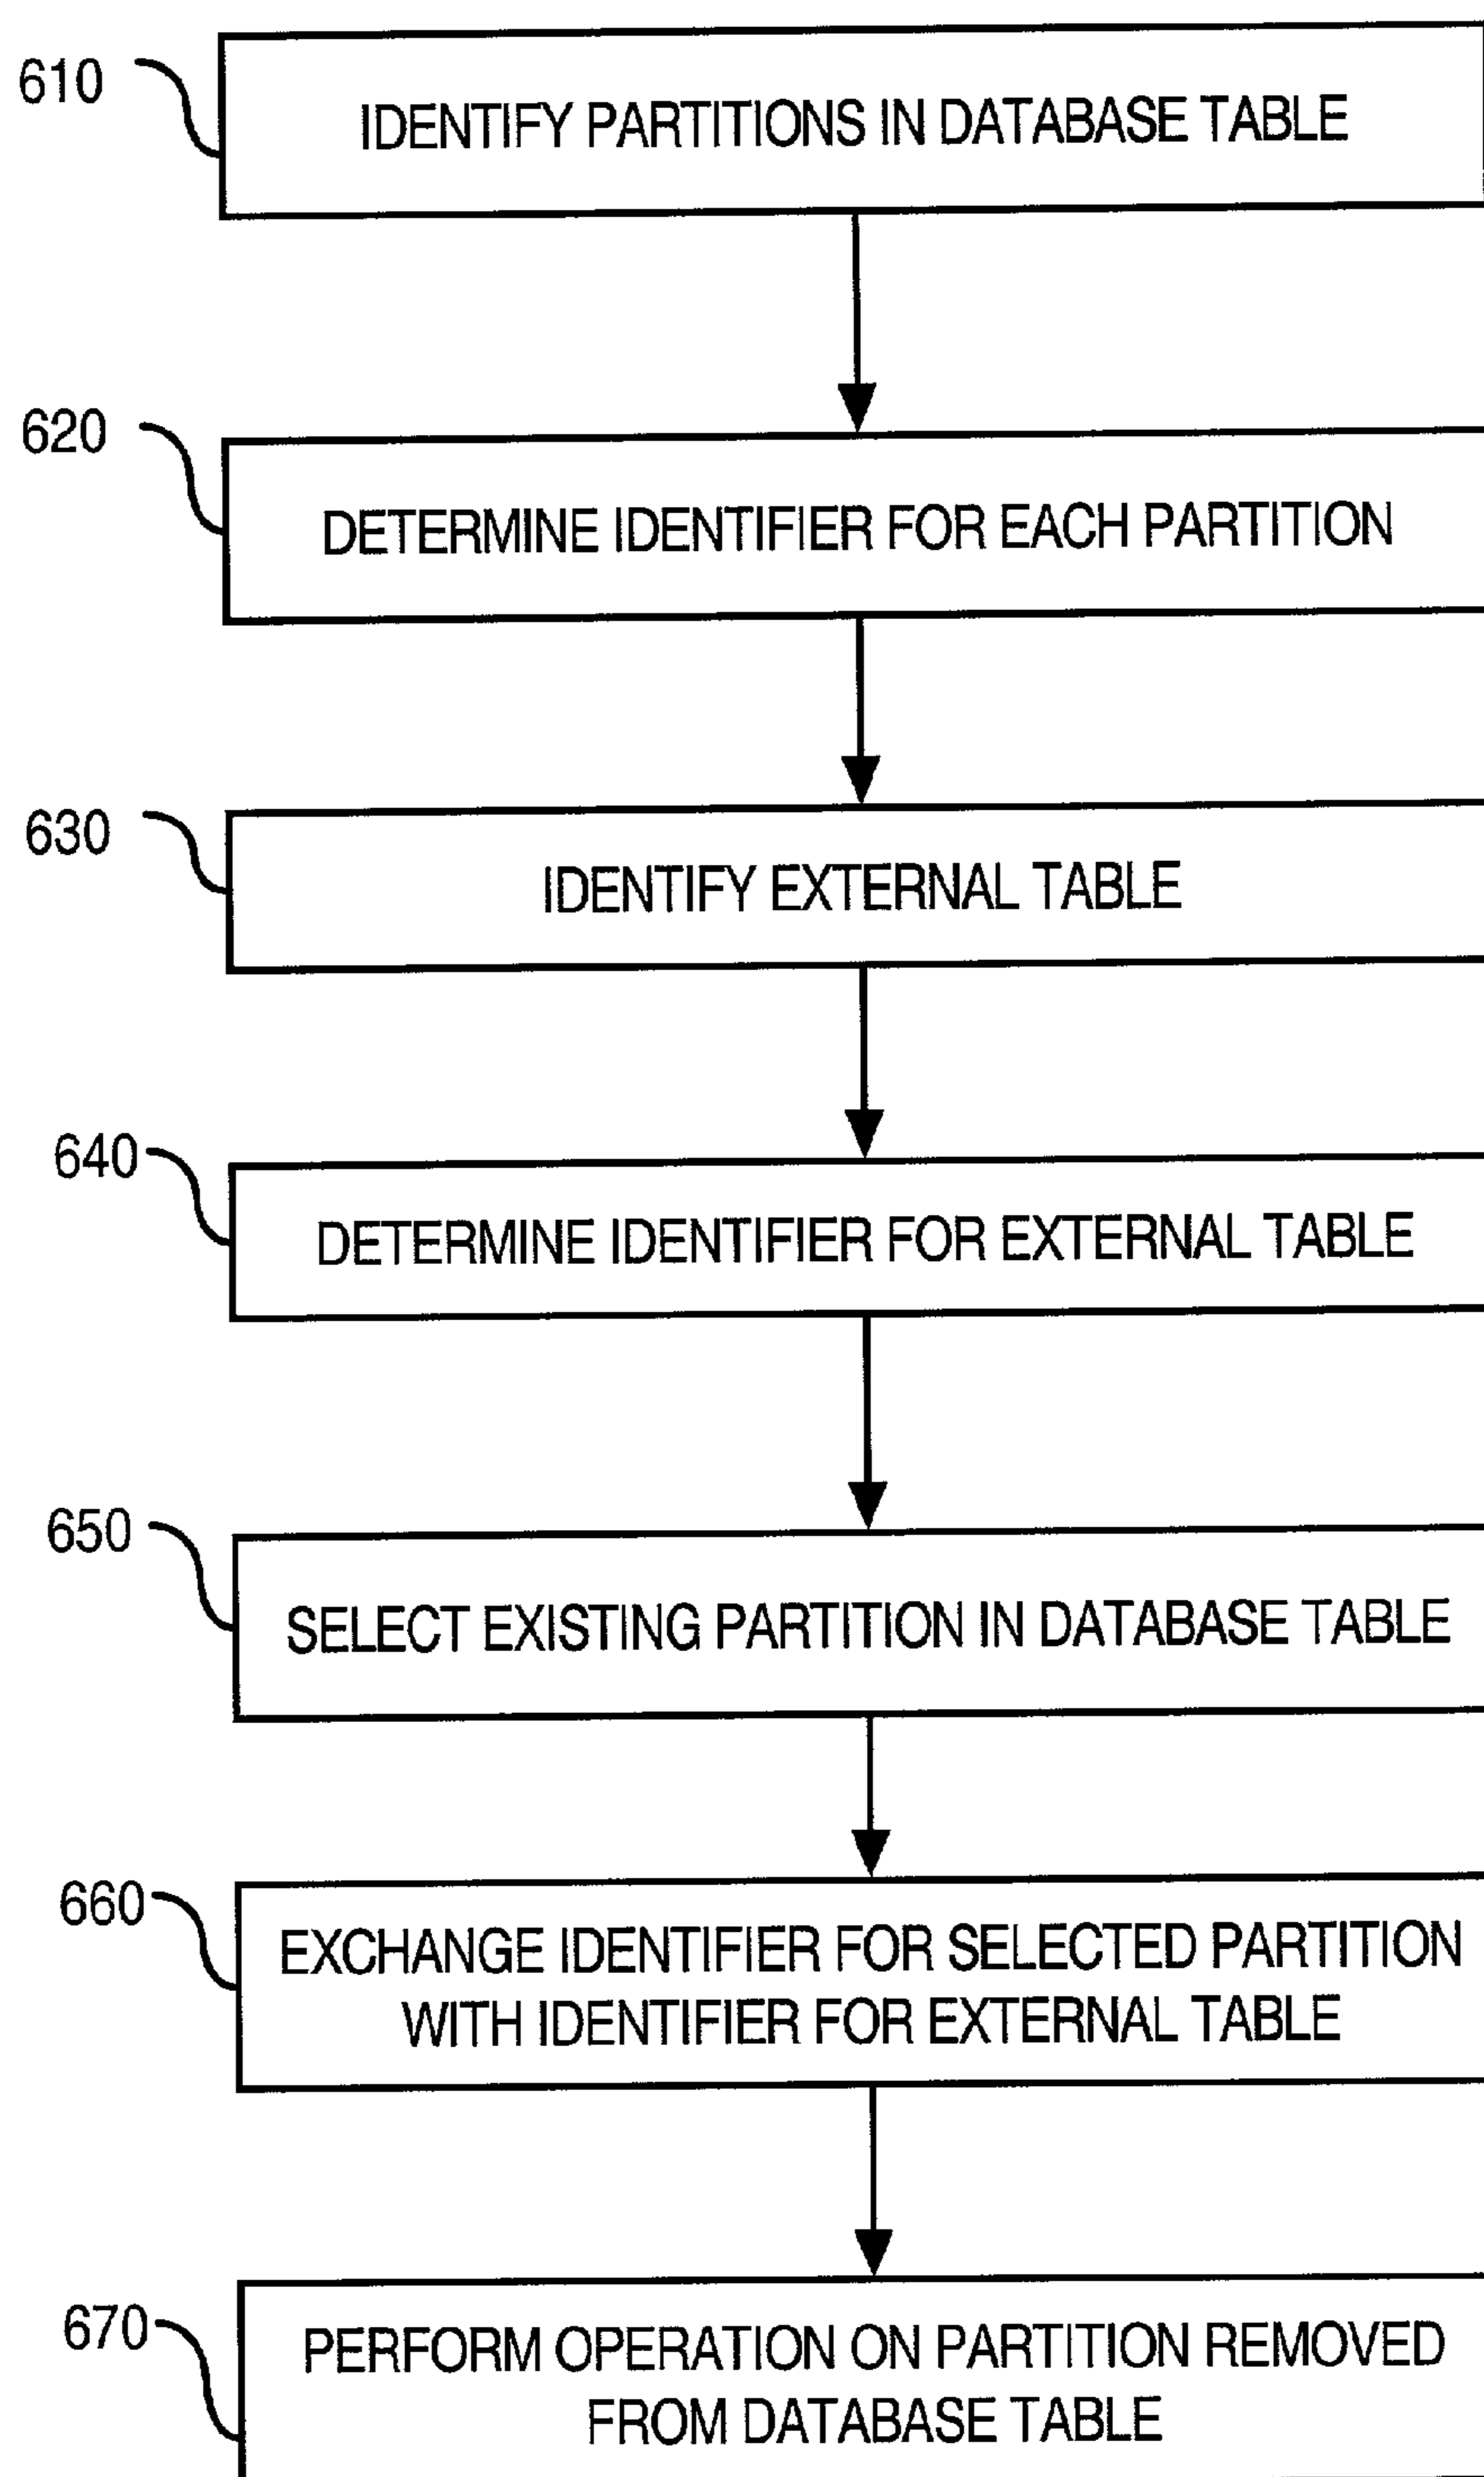 610
IDENTIFY PARTITIONS IN DATABASE TABLE
620
DETERMINE IDENTIFIER FOR EACH PARTITION
630
IDENTIFY EXTERNAL TABLE
640
DETERMINE IDENTIFIER FOR EXTERNAL TABLE
650
SELECT EXISTING PARTITION IN DATABASE TABLE
660
EXCHANGE IDENTIFIER FOR SELECTED PARTITION
WITH IDENTIFIER FOR EXTERNAL TABLE
670
PERFORM OPERATION ON PARTITION REMOVED
FROM DATABASE TABLE